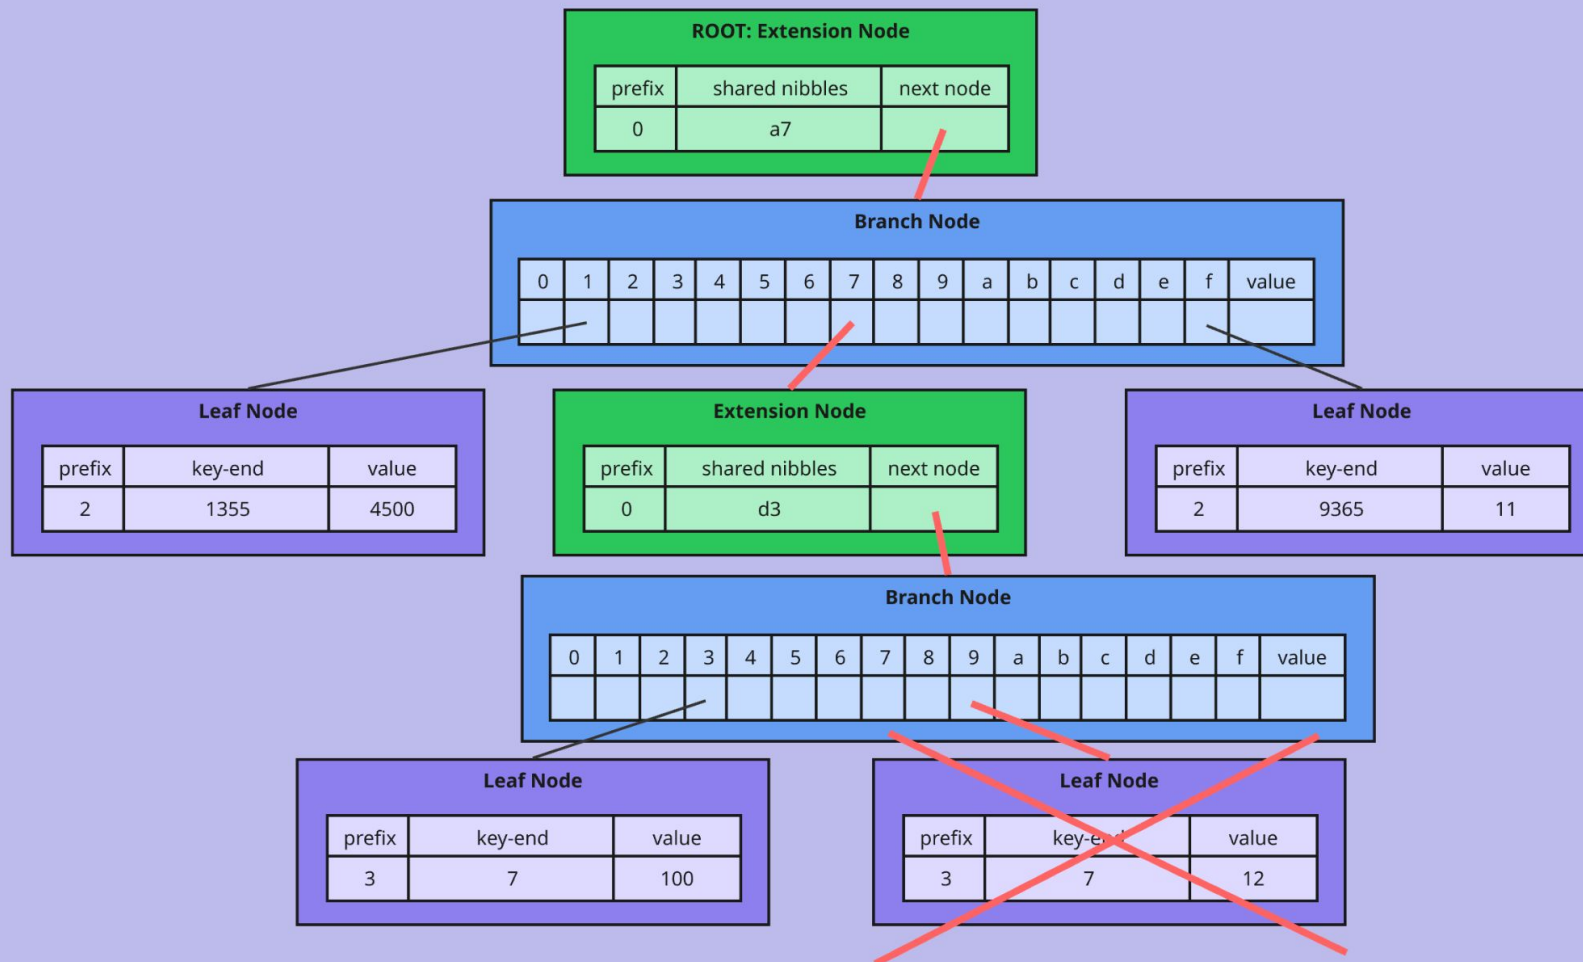 ROOT: Extension Node
prefix shared nibbles next node
0 a7
Branch Node
0 1 2 3 4 5 6 7 8 9 a b c d e f value
Leaf Node
prefix key-end value
2 1355 4500
Extension Node
prefix shared nibbles next node
0 d3
Leaf Node
prefix key-end value
2 9365 11
Branch Node
0 1 2 3 4 5 6 7 8 9 a b c d e f value
Leaf Node
prefix key-end value
3 7 100
Leaf Node
prefix key-end value
3 7 12